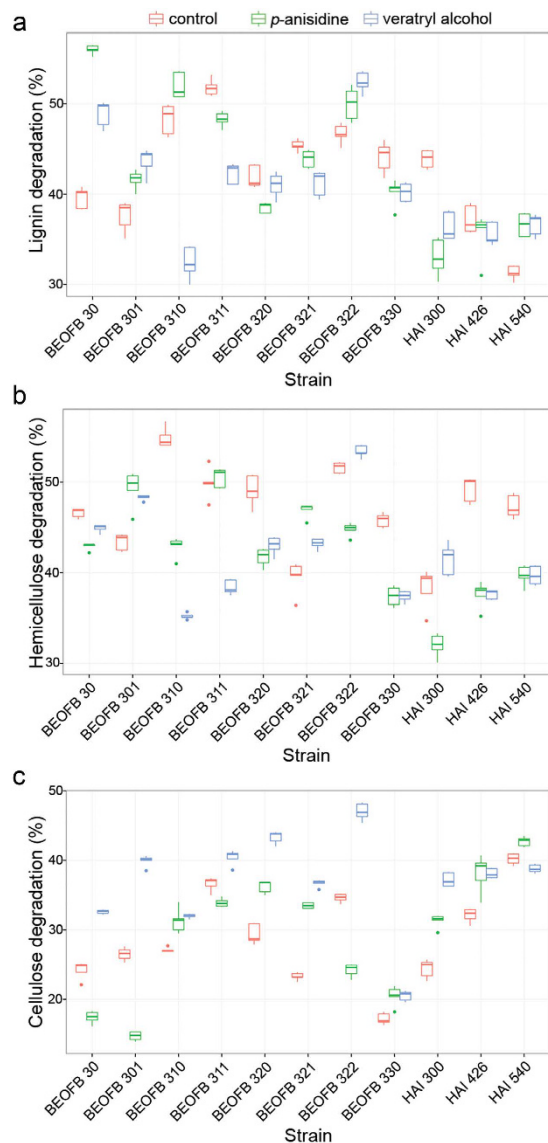 a
control p-anisidine veratryl alcohol
Lignin degradation (%)
50
40
30
BEOFB 30
BEOFB 301
BEOFB 310
BEOFB 311
BEOFB 320
BEOFB 321
BEOFB 322
BEOFB 330
HAI 300
HAI 426
HAI 540
Strain
b
Hemicellulose degradation (%)
50
40
30
BEOFB 30
BEOFB 301
BEOFB 310
BEOFB 311
BEOFB 320
BEOFB 321
BEOFB 322
BEOFB 330
HAI 300
HAI 426
HAI 540
Strain
c
Cellulose degradation (%)
50
40
30
20
BEOFB 30
BEOFB 301
BEOFB 310
BEOFB 311
BEOFB 320
BEOFB 321
BEOFB 322
BEOFB 330
HAI 300
HAI 426
HAI 540
Strain